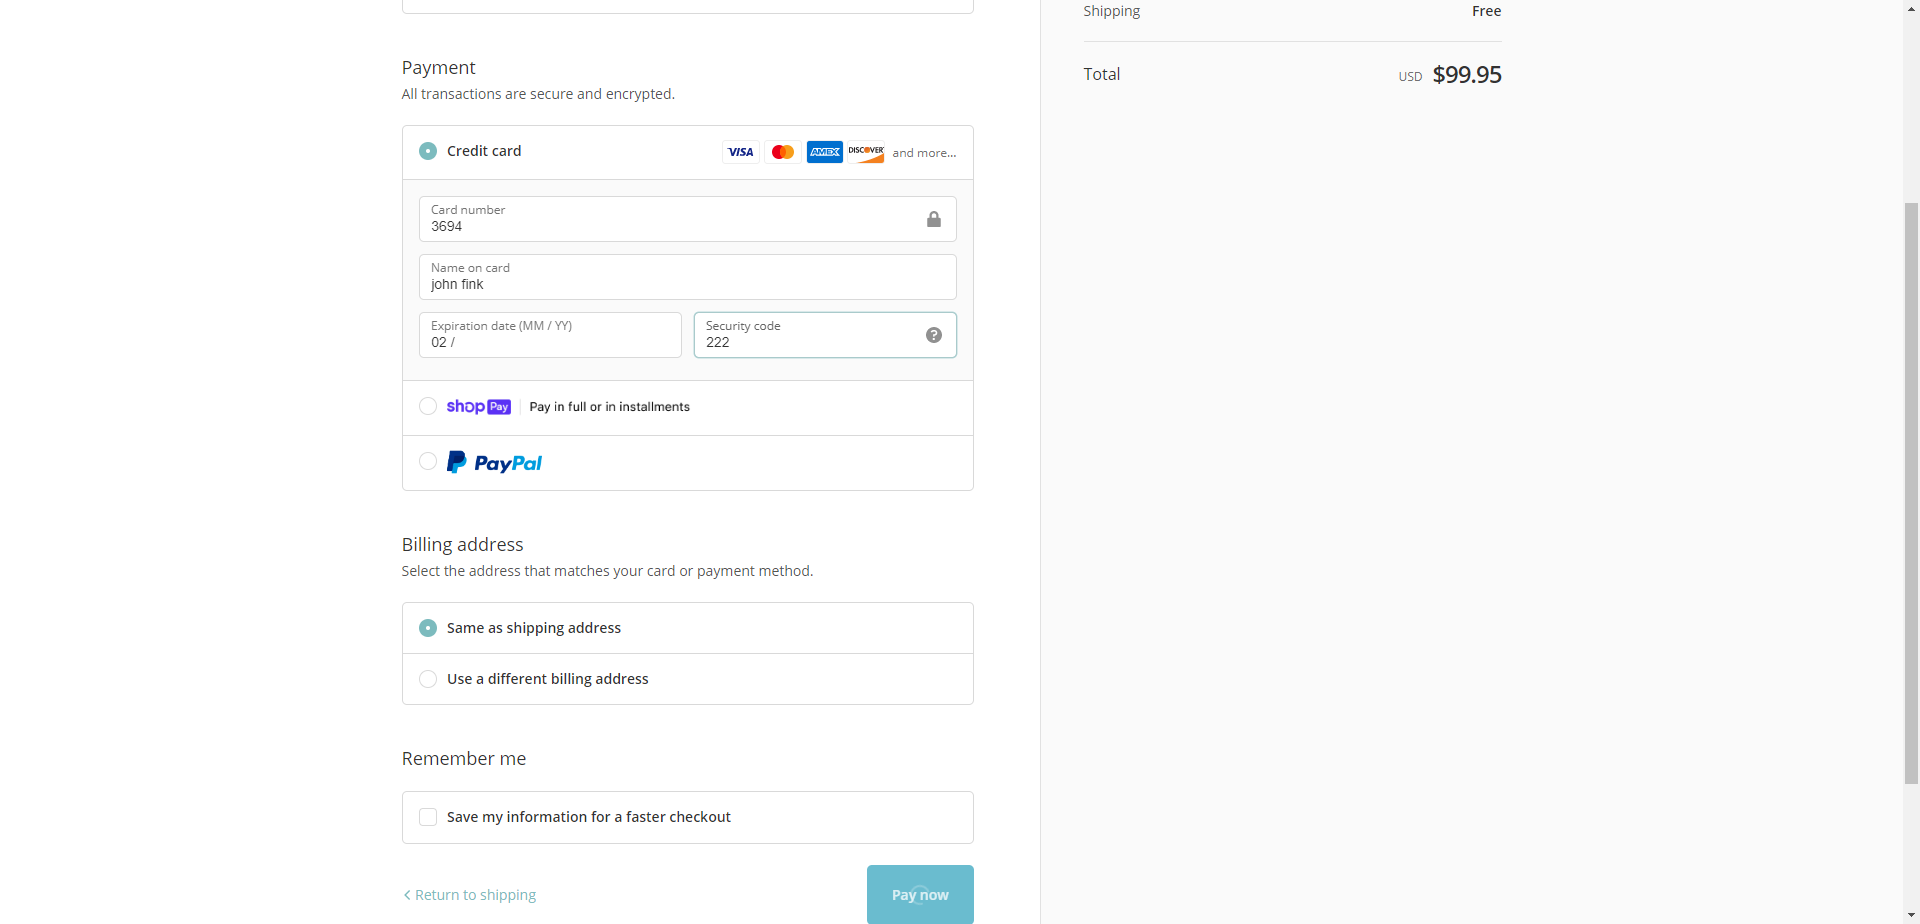 Shipping Free
Total USD $99.95
Payment
All transactions are secure and encrypted.
Credit card VISA AMEX DISCOVER and more...
Card number
3694
Name on card
john fink
Expiration date (MM / YY)
02 /
Security code
222
shop Pay Pay in full or in installments
PayPal
Billing address
Select the address that matches your card or payment method.
Same as shipping address
Use a different billing address
Remember me
Save my information for a faster checkout
Return to shipping
Pay now